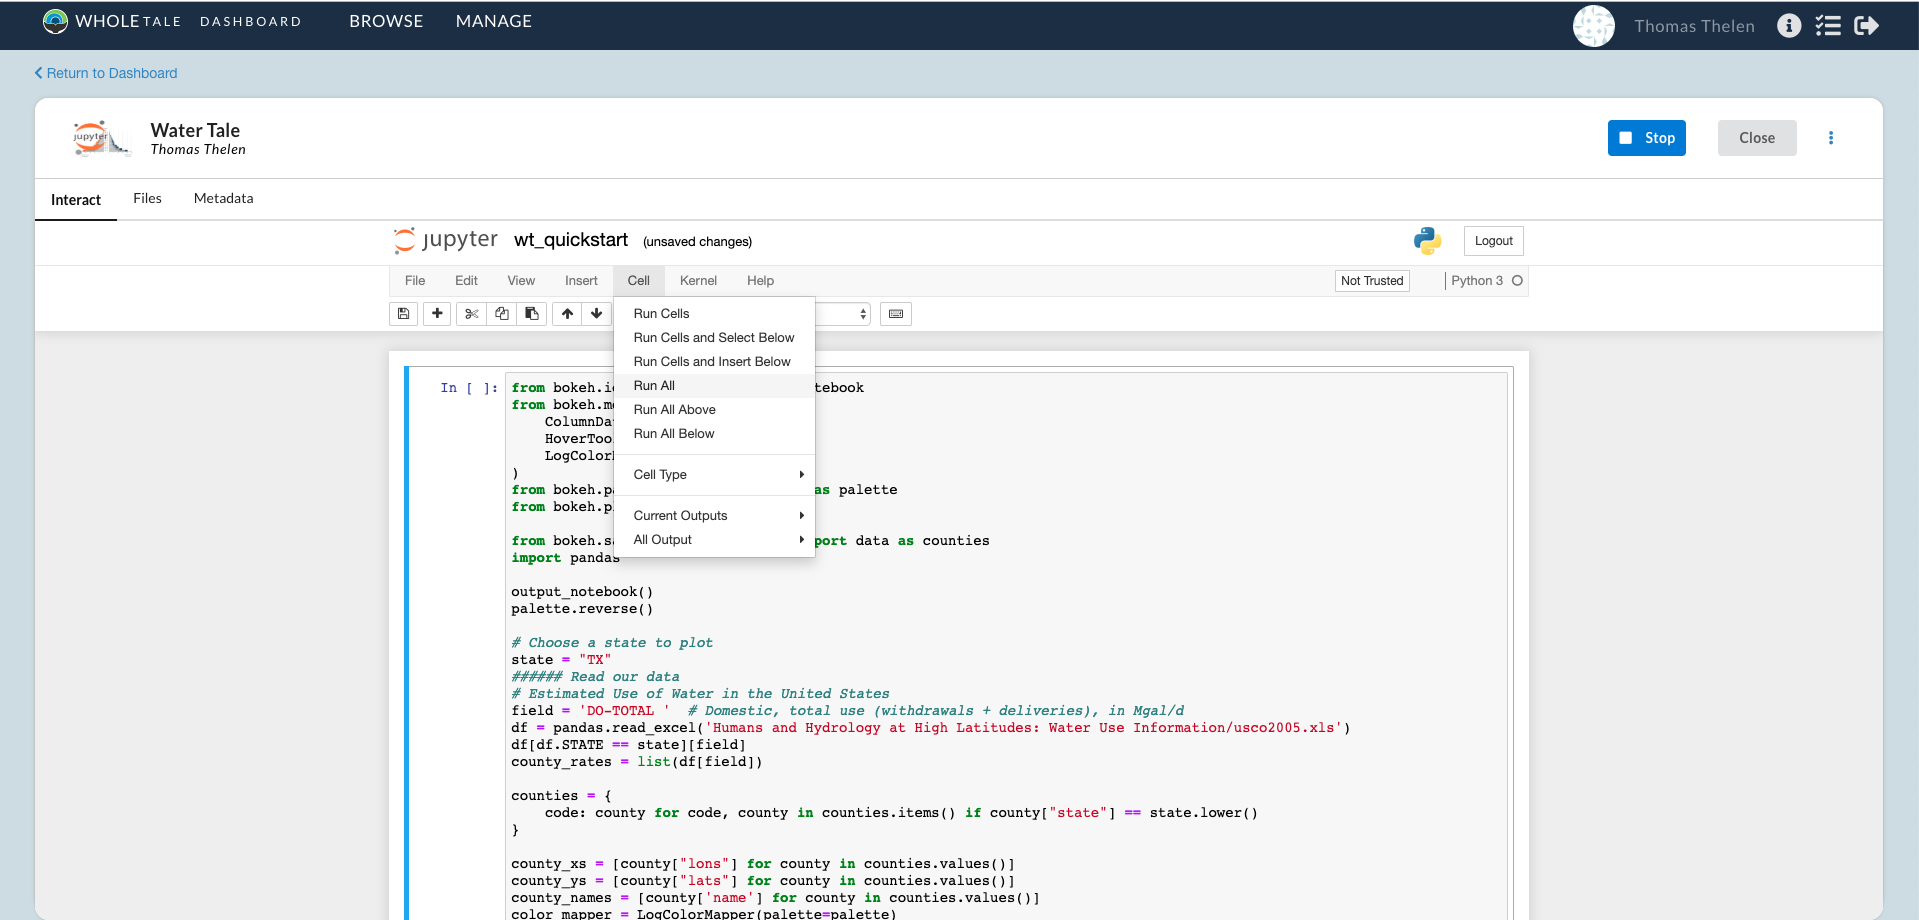 WHOLE TALE DASHBOARD BROWSE MANAGE Thomas Thelen
Return to Dashboard
jupyter
Water Tale
Thomas Thelen
Stop Close
Interact Files Metadata
jupyter wt_quickstart (unsaved changes) Logout
File Edit View Insert Cell Kernel Help Not Trusted Python 3
Run Cells
Run Cells and Select Below
Run Cells and Insert Below
Run All
Run All Above
Run All Below
Cell Type
Current Outputs
All Output
In [ ]: from bokeh.i tebook
from bokeh.m
ColumnDa
HoverToo
LogColor
)
from bokeh.p as palette
from bokeh.p
from bokeh.s port data as counties
import pandas
output_notebook()
palette.reverse()
# Choose a state to plot
state = "TX"
###### Read our data
# Estimated Use of Water in the United States
field = 'DO-TOTAL ' # Domestic, total use (withdrawals + deliveries), in Mgal/d
df = pandas.read_excel('Humans and Hydrology at High Latitudes: Water Use Information/usco2005.xls')
df[df.STATE == state][field]
county_rates = list(df[field])
counties = {
code: county for code, county in counties.items() if county["state"] == state.lower()
}
county_xs = [county["lons"] for county in counties.values()]
county_ys = [county["lats"] for county in counties.values()]
county_names = [county['name'] for county in counties.values()]
color_mapper = LogColorMapper(palette=palette)